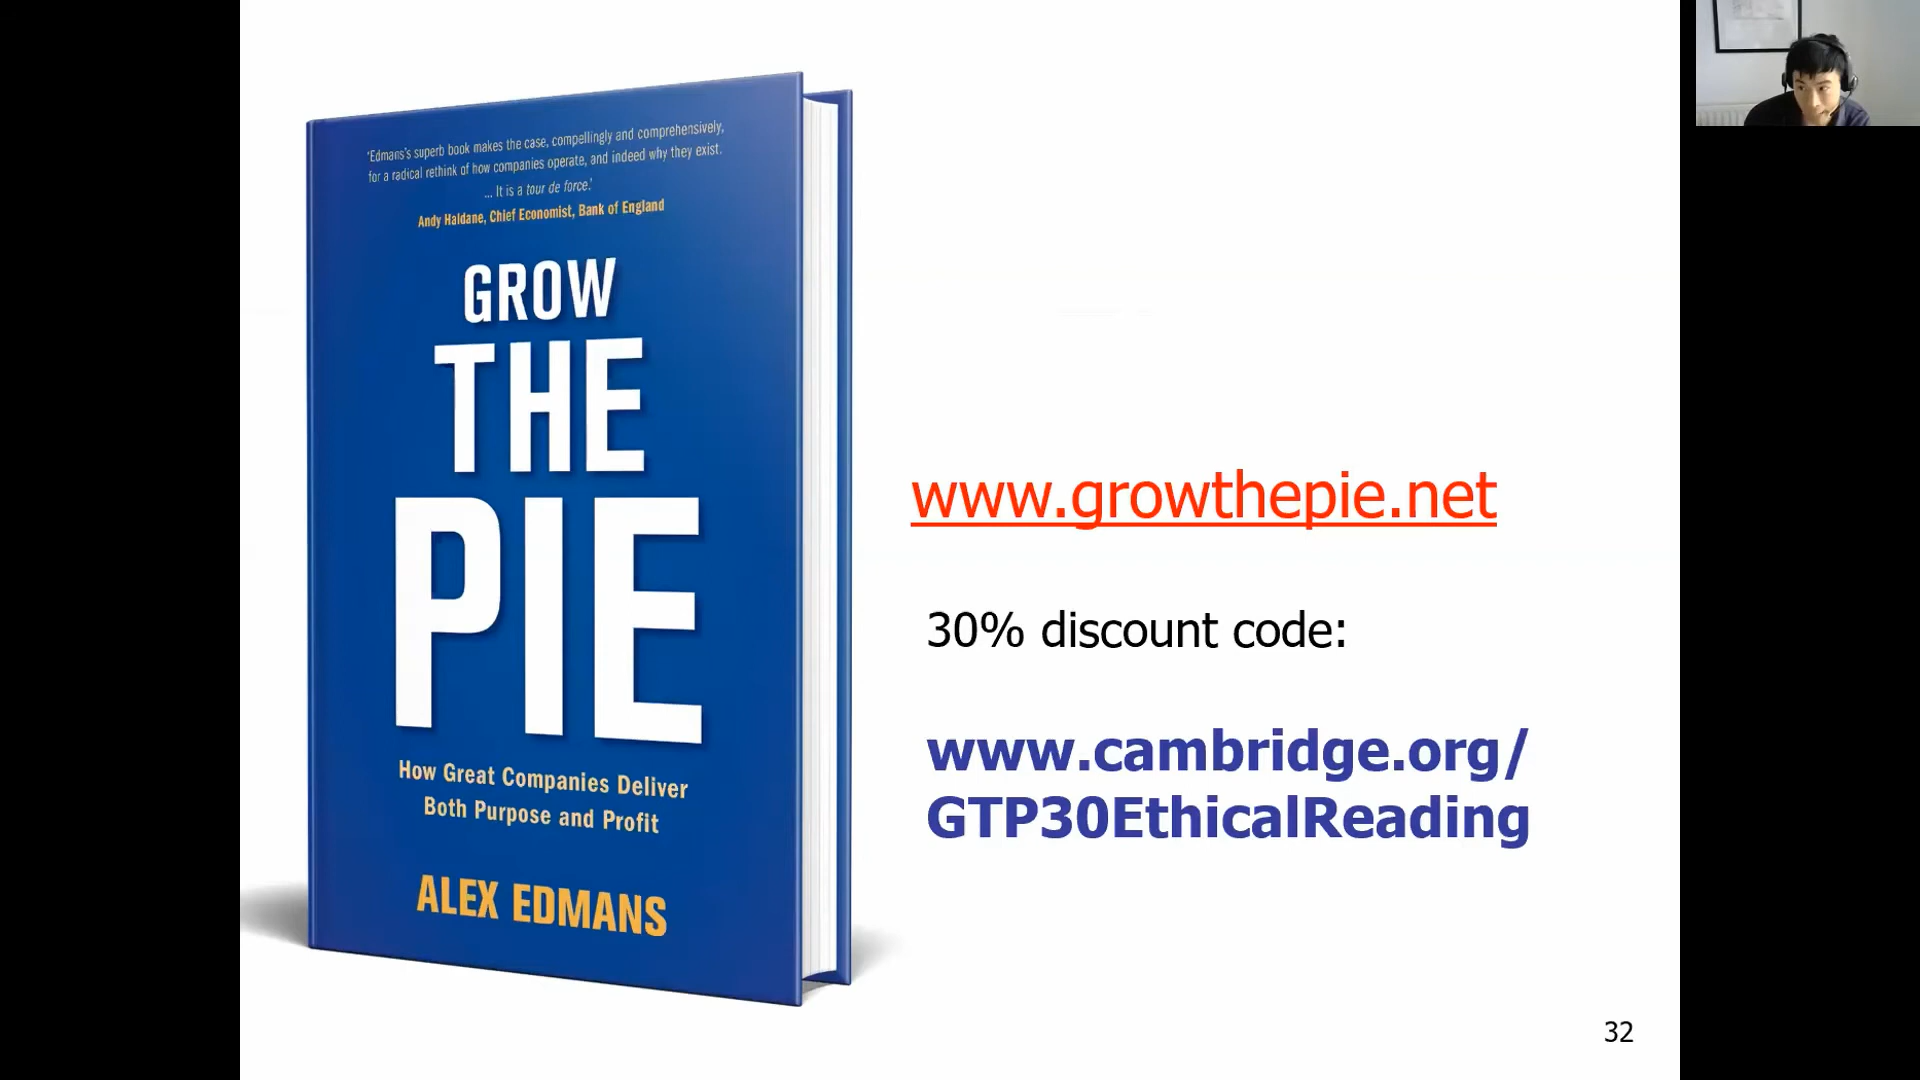 'Edmans's superb book makes the case, compellingly and comprehensively,
for a radical rethink of how companies operate, and indeed why they exist.
... It is a tour de force.'
Andy Haldane, Chief Economist, Bank of England
GROW
THE
PIE
How Great Companies Deliver
Both Purpose and Profit
ALEX EDMANS
www.growthepie.net
30% discount code:
www.cambridge.org/
GTP30EthicalReading
32